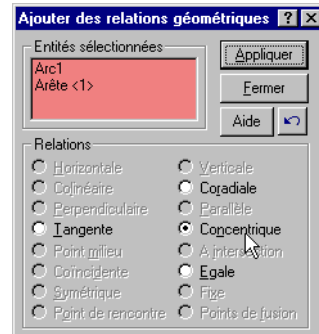 Ajouter des relations géométriques
Entités sélectionnées
Arc1
Arête <1>
Appliquer
Fermer
Aide
Relations
Horizontale Verticale
Colinéaire Coradiale
Perpendiculaire Parallèle
Tangente Concentrique
Point milieu A intersection
Coïncidente Egale
Symétrique Fixe
Point de rencontre Points de fusion